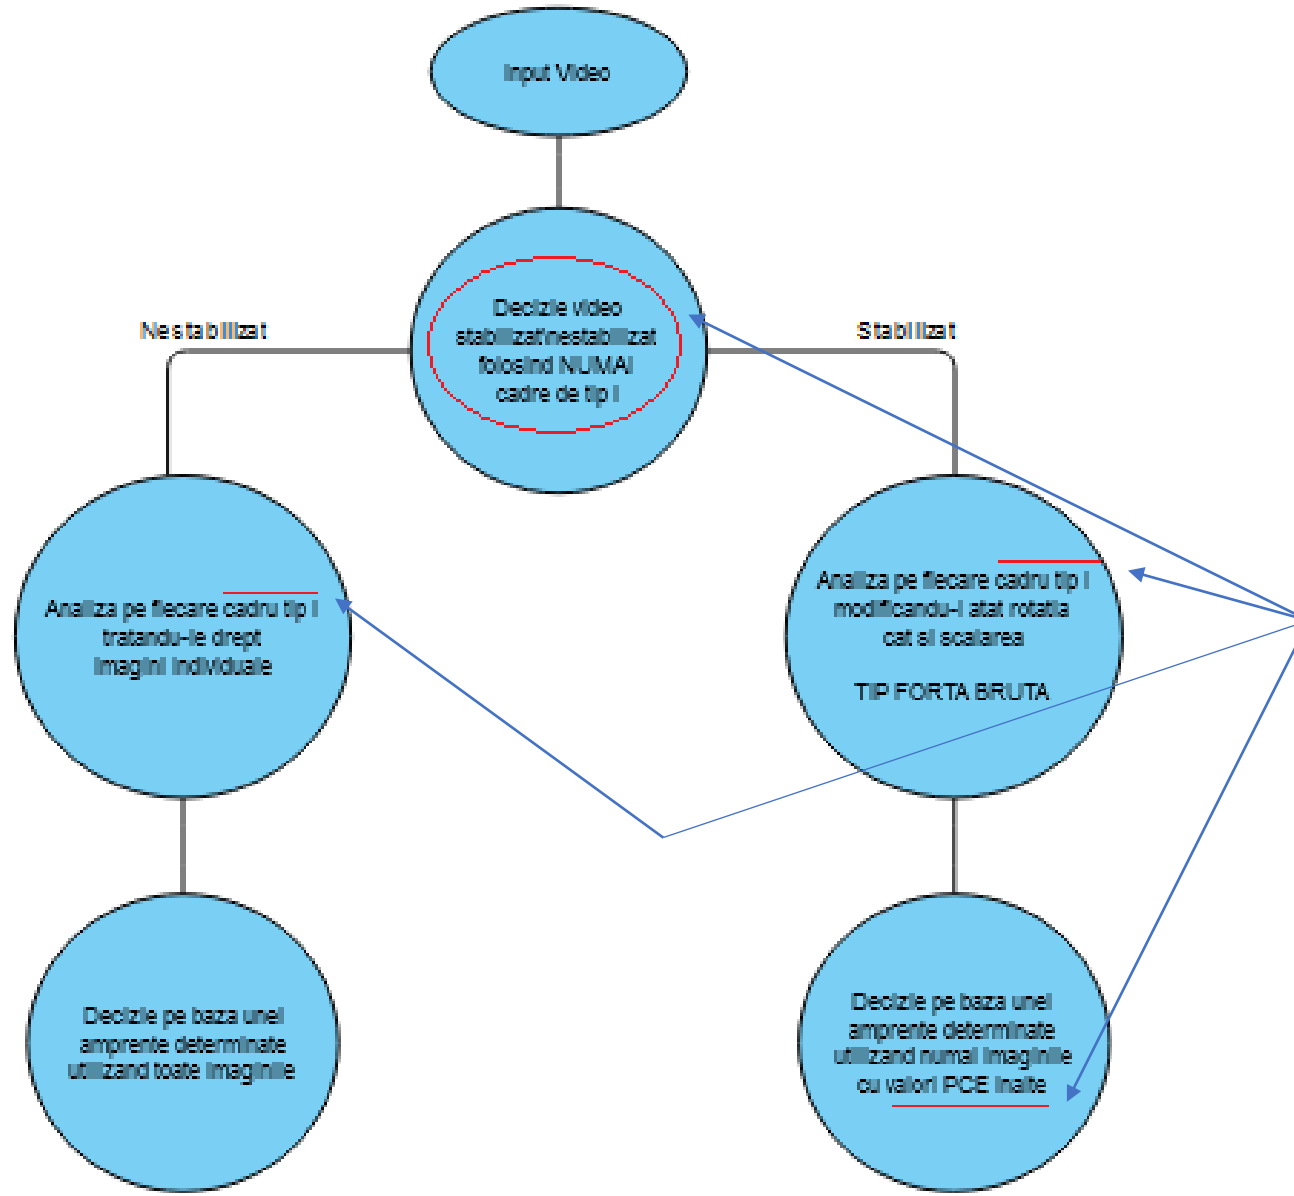 Input Video
Decizie video
stabilizat\nestabilizat
folosind NUMAI
cadre de tip I
Nestabilizat
Stabilizat
Analiza pe fiecare cadru tip I
tratandu-le drept
imagini individuale
Analiza pe fiecare cadru tip I
modificandu-i atat rotatia
cat si scalarea
TIP FORTA BRUTA
Decizie pe baza unei
amprente determinate
utilizand toate imaginile
Decizie pe baza unei
amprente determinate
utilizand numai imaginile
cu valori PCE inalte